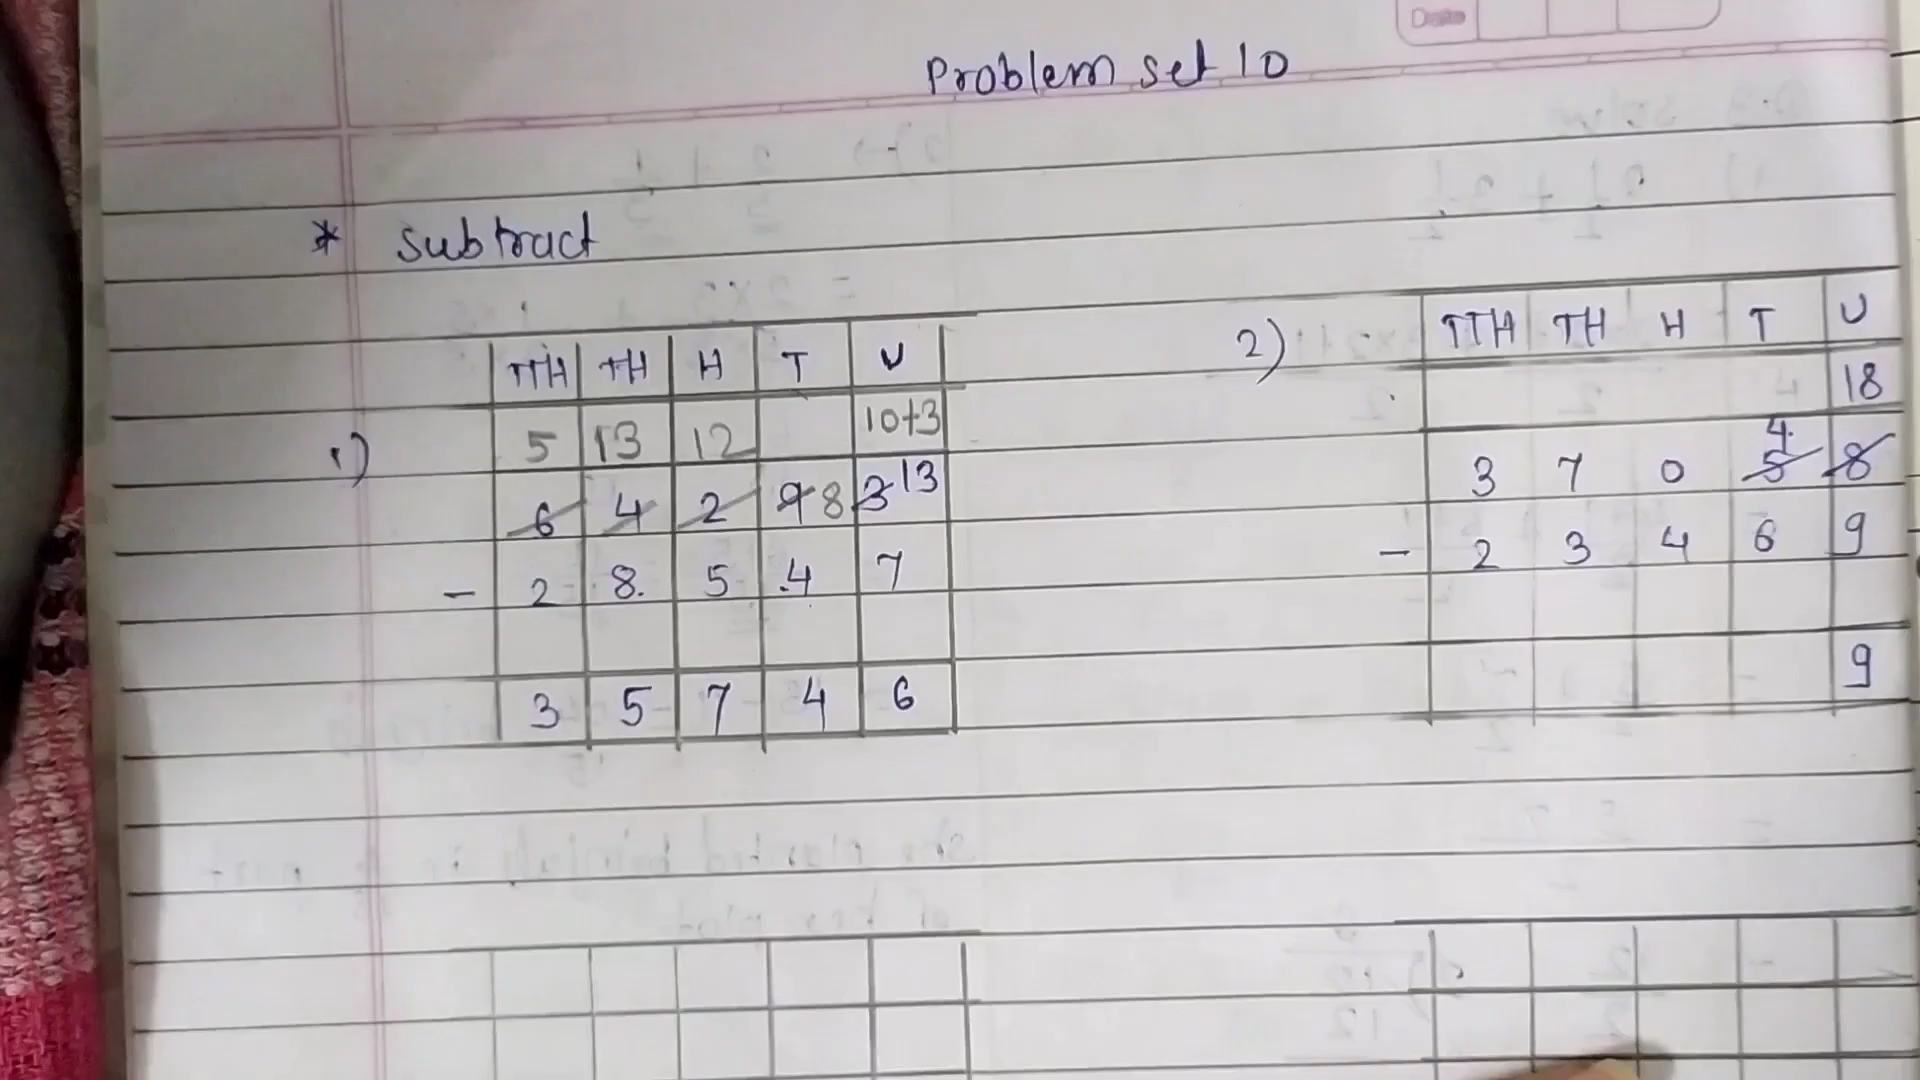 Date
Problem set 10
* subtract
1)
TTH TH H T U
5 13 12 10+3
6 4 2 9 8 3 13
- 2 8. 5 .4 7
3 5 7 4 6
2)
TTH TH H T U
18
4.
3 7 0 5 8
- 2 3 4 6 9
9